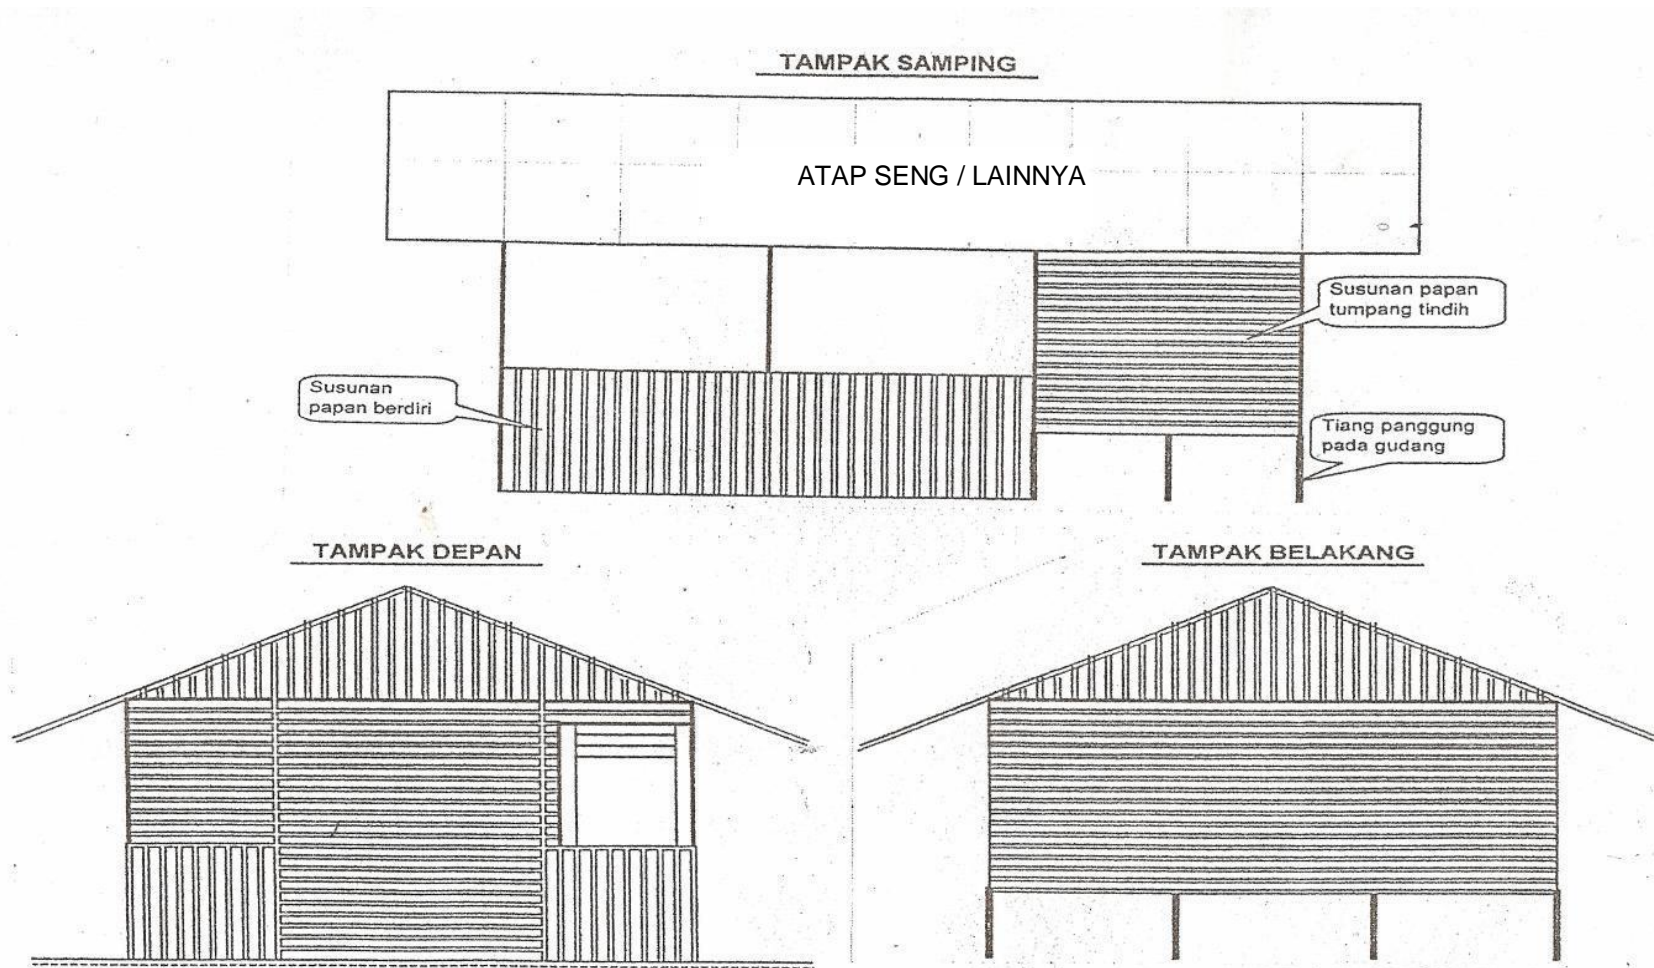 TAMPAK SAMPING
ATAP SENG / LAINNYA
Susunan papan
tumpang tindih
Susunan
papan berdiri
Tiang panggung
pada gudang
TAMPAK DEPAN
TAMPAK BELAKANG